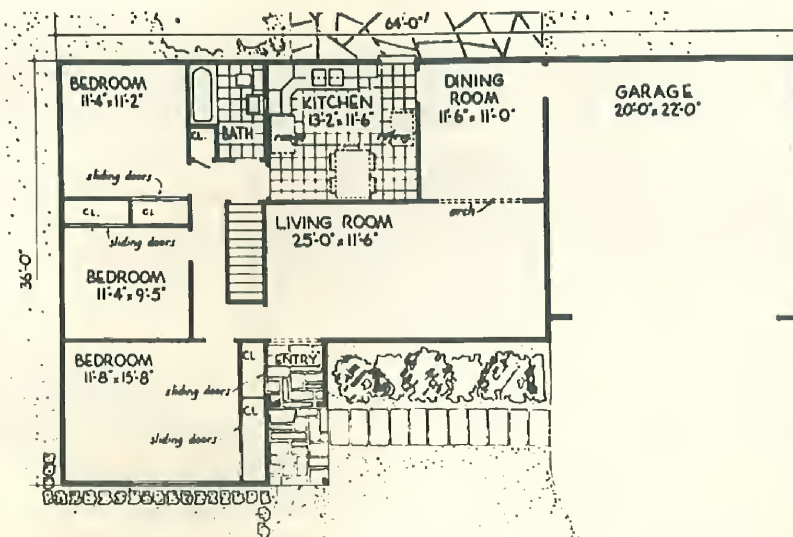 64'-0"
BEDROOM
11'-4" x 11'-2"
CL.
BATH
KITCHEN
13'-2" x 11'-6"
range
refrig.
DINING
ROOM
11'-6" x 11'-0"
GARAGE
20'-0" x 22'-0"
sliding doors
CL.
CL
sliding doors
arch
LIVING ROOM
25'-0" x 11'-6"
36'-0"
BEDROOM
11'-4" x 9'-5"
BEDROOM
11'-8" x 15'-8"
CL
ENTRY
sliding doors
CL
sliding doors